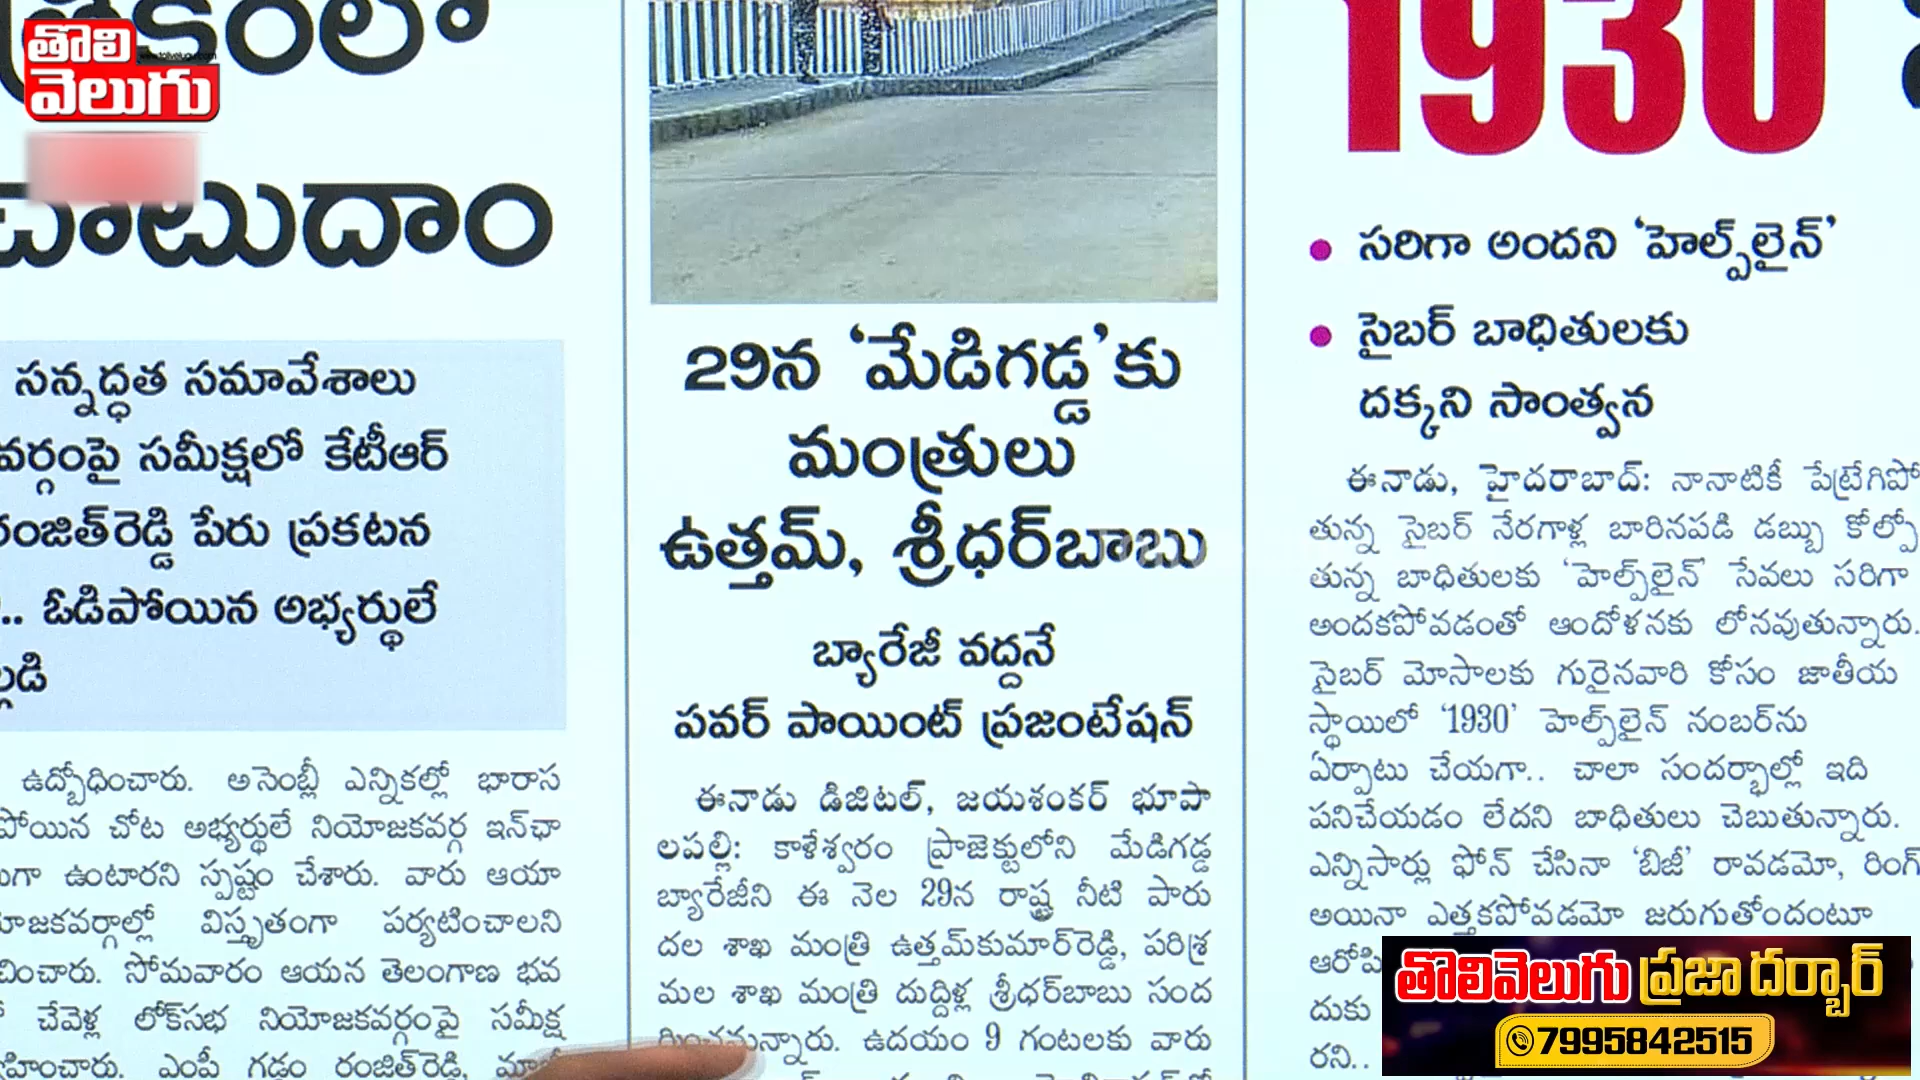 తొలి
వెలుగు
చాటుదాం
సన్నద్ధత సమావేశాలు
వర్గంపై సమీక్షలో కేటీఆర్
రంజిత్‌రెడ్డి పేరు ప్రకటన
.. ఓడిపోయిన అభ్యర్థులే
ఉద్బోధించారు. అసెంబ్లీ ఎన్నికల్లో భారాస
పోయిన చోట అభ్యర్థులే నియోజకవర్గ ఇన్‌ఛా
ఉంటారని స్పష్టం చేశారు. వారు ఆయా
విస్తృతంగా పర్యటించాలని
సోమవారం ఆయన తెలంగాణ భవ
చేవెళ్ల లోక్‌సభ నియోజకవర్గంపై సమీక్ష
ఎంపీ గడ్డం రంజిత్‌రెడ్డి,
29న ‘మేడిగడ్డ’కు
మంత్రులు
ఉత్తమ్, శ్రీధర్‌బాబు
బ్యారేజీ వద్దనే
పవర్ పాయింట్ ప్రజంటేషన్
ఈనాడు డిజిటల్, జయశంకర్ భూపా
లపల్లి: కాళేశ్వరం ప్రాజెక్టులోని మేడిగడ్డ
బ్యారేజీని ఈ నెల 29న రాష్ట్ర నీటి పారు
దల శాఖ మంత్రి ఉత్తమ్‌కుమార్‌రెడ్డి, పరిశ్ర
మల శాఖ మంత్రి దుద్దిళ్ల శ్రీధర్‌బాబు సంద
ర్శించనున్నారు. ఉదయం 9 గంటలకు వారు
1930
• సరిగా అందని ‘హెల్ప్‌లైన్’
• సైబర్ బాధితులకు
దక్కని సాంత్వన
ఈనాడు, హైదరాబాద్: నానాటికీ పేట్రేగిపో
తున్న సైబర్ నేరగాళ్ల బారినపడి డబ్బు కోల్పో
తున్న బాధితులకు ‘హెల్ప్‌లైన్’ సేవలు సరిగా
అందకపోవడంతో ఆందోళనకు లోనవుతున్నారు.
సైబర్ మోసాలకు గురైనవారి కోసం జాతీయ
స్థాయిలో ‘1930’ హెల్ప్‌లైన్ నంబర్‌ను
ఏర్పాటు చేయగా.. చాలా సందర్భాల్లో ఇది
పనిచేయడం లేదని బాధితులు చెబుతున్నారు.
ఎన్నిసార్లు ఫోన్ చేసినా ‘బిజీ’ రావడమో, రింగ్
అయినా ఎత్తకపోవడమో జరుగుతోందంటూ
దుకు
రని..
తొలివెలుగు ప్రజా దర్బార్
7995842515